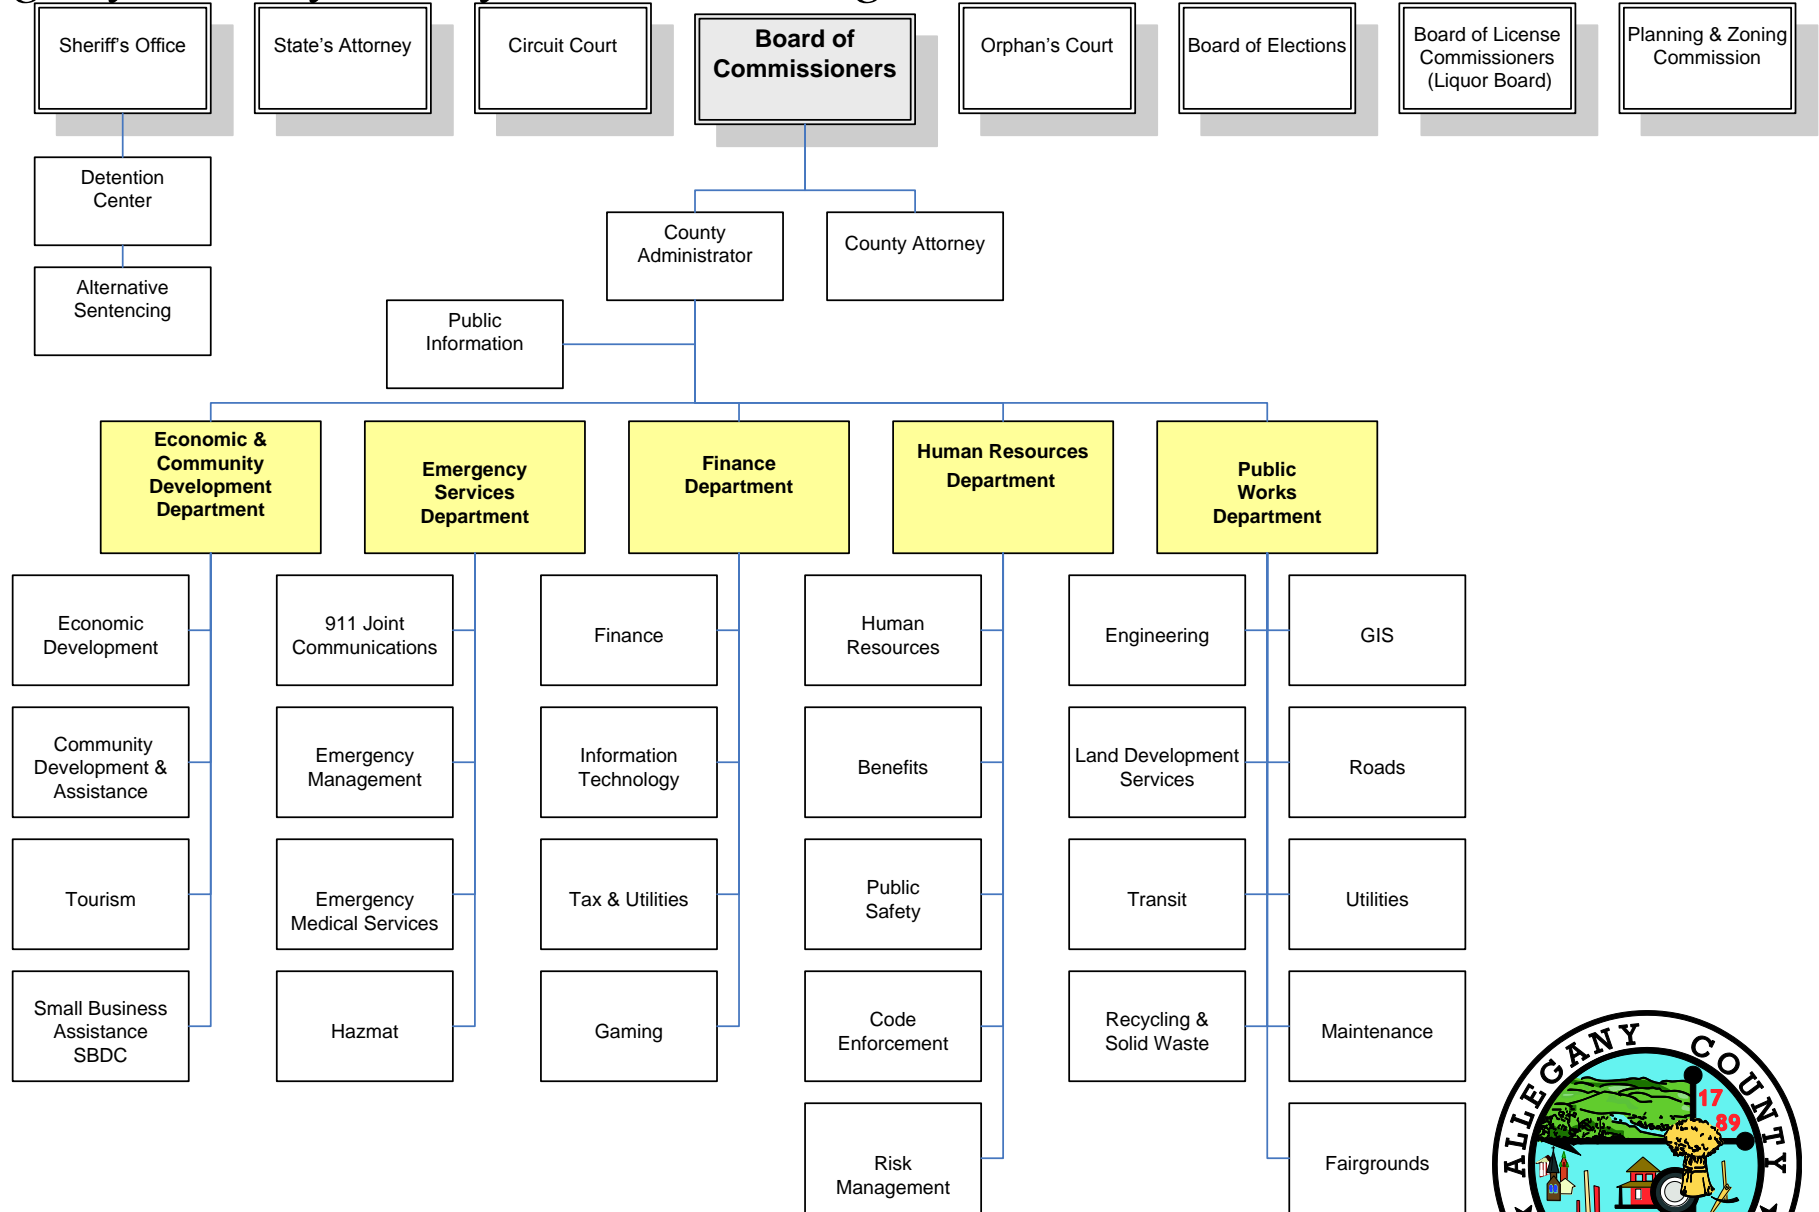 Sheriff's Office
State's Attorney
Circuit Court
Board of
Commissioners
Orphan's Court
Board of Elections
Board of License
Commissioners
(Liquor Board)
Planning & Zoning
Commission
Detention
Center
Alternative
Sentencing
County
Administrator
County Attorney
Public
Information
Economic &
Community
Development
Department
Emergency
Services
Department
Finance
Department
Human Resources
Department
Public
Works
Department
Economic
Development
911 Joint
Communications
Finance
Human
Resources
Engineering
GIS
Community
Development &
Assistance
Emergency
Management
Information
Technology
Benefits
Land Development
Services
Roads
Tourism
Emergency
Medical Services
Tax & Utilities
Public
Safety
Transit
Utilities
Small Business
Assistance
SBDC
Hazmat
Gaming
Code
Enforcement
Recycling &
Solid Waste
Maintenance
Risk
Management
Fairgrounds
ALLEGANY COUNTY
17
89